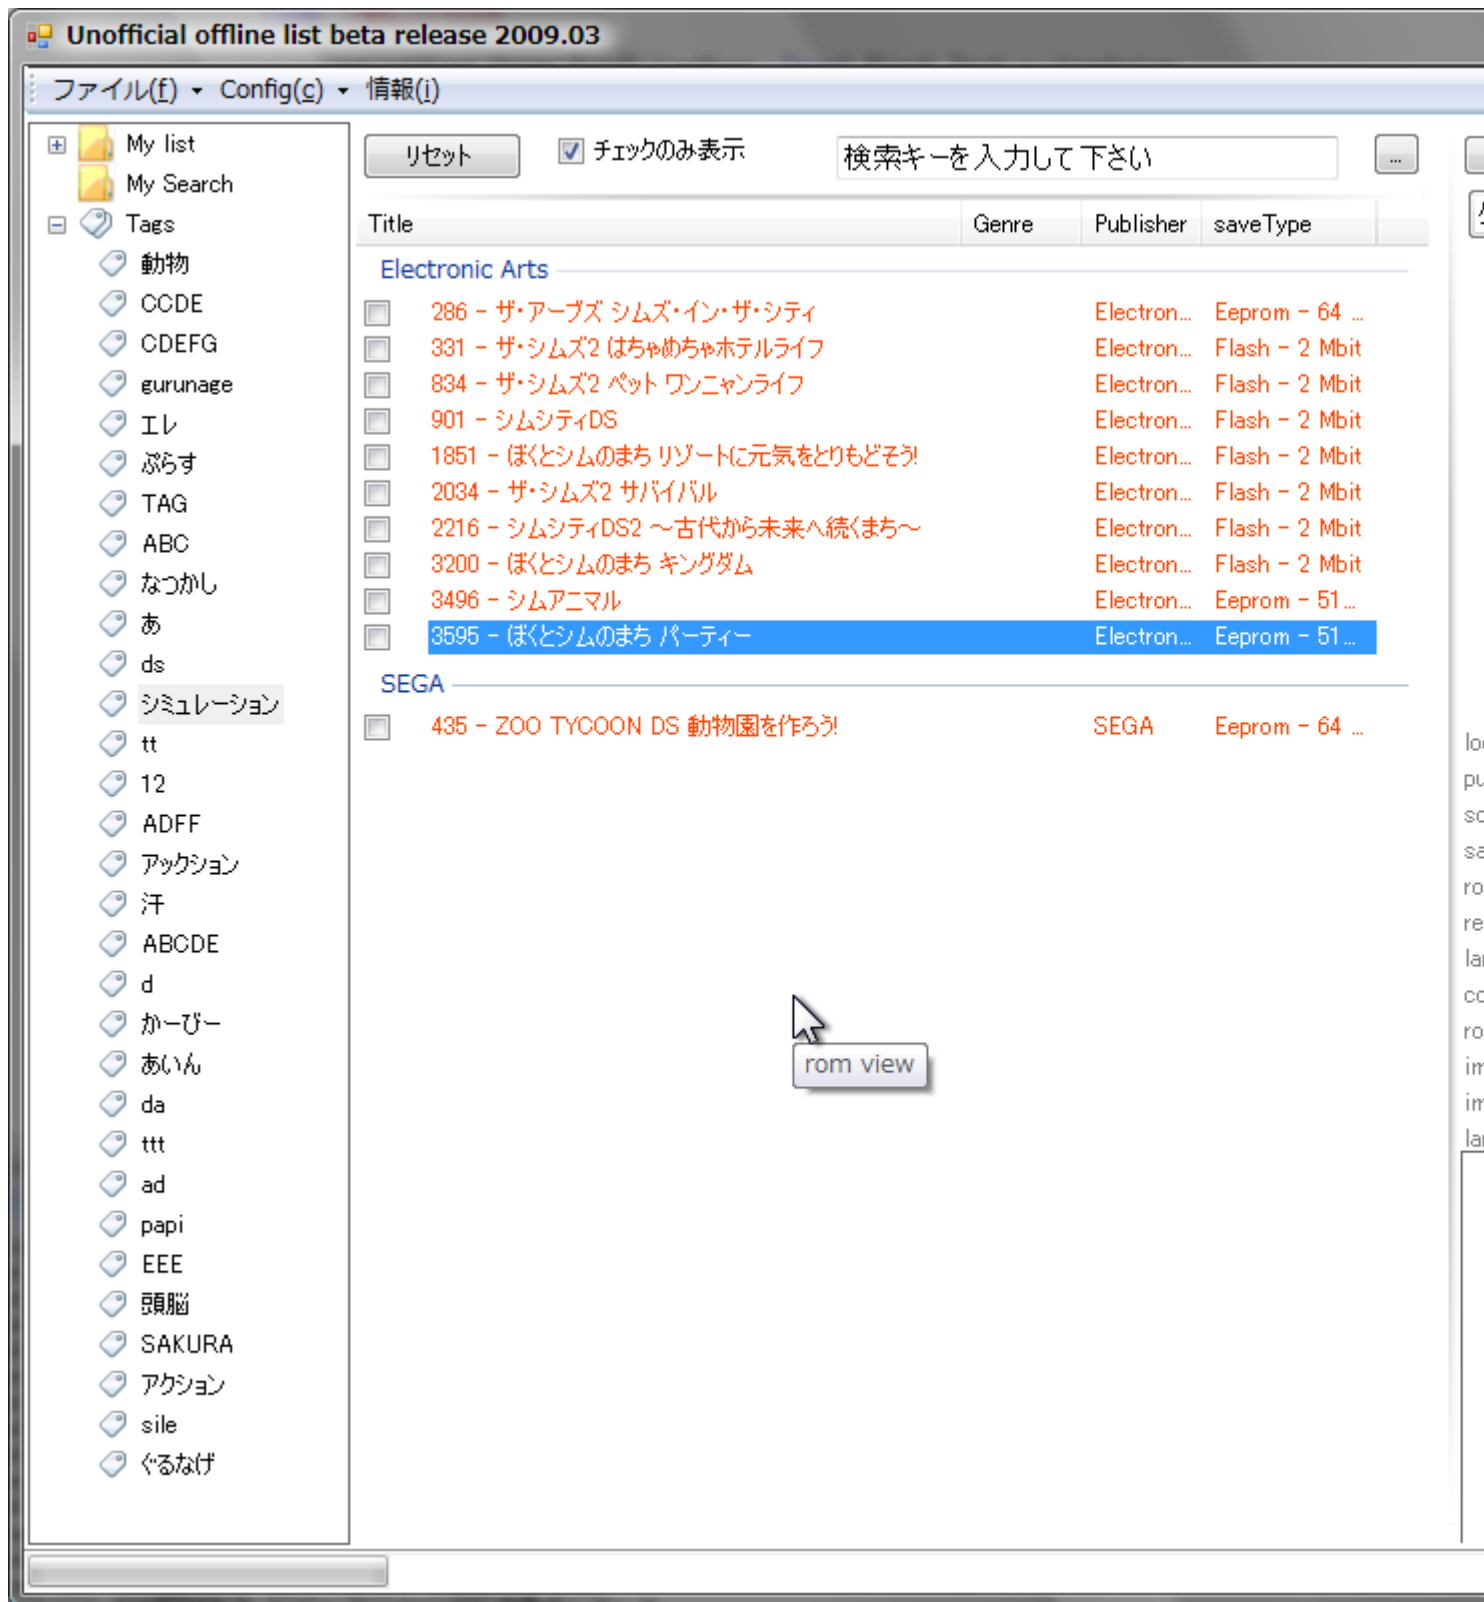 Unofficial offline list beta release 2009.03
ファイル(f) Config(c) 情報(i)
My list
My Search
Tags
動物
CCDE
CDEFG
gurunage
エレ
ぷらす
TAG
ABC
なつかし
あ
ds
シミュレーション
tt
12
ADFF
アックション
汗
ABCDE
d
かーびー
あいん
da
ttt
ad
papi
EEE
頭脳
SAKURA
アクション
sile
ぐるなげ
リセット チェックのみ表示 検索キーを入力して下さい ...
Title Genre Publisher saveType
Electronic Arts
286 - ザ・アーブズ シムズ・イン・ザ・シティ Electron... Eeprom - 64 ...
331 - ザ・シムズ2 はちゃめちゃホテルライフ Electron... Flash - 2 Mbit
834 - ザ・シムズ2 ペット ワンニャンライフ Electron... Flash - 2 Mbit
901 - シムシティDS Electron... Flash - 2 Mbit
1851 - ぼくとシムのまち リゾートに元気をとりもどそう! Electron... Flash - 2 Mbit
2034 - ザ・シムズ2 サバイバル Electron... Flash - 2 Mbit
2216 - シムシティDS2 ～古代から未来へ続くまち～ Electron... Flash - 2 Mbit
3200 - ぼくとシムのまち キングダム Electron... Flash - 2 Mbit
3496 - シムアニマル Electron... Eeprom - 51...
3595 - ぼくとシムのまち パーティー Electron... Eeprom - 51...
SEGA
435 - ZOO TYCOON DS 動物園を作ろう! SEGA Eeprom - 64 ...
rom view